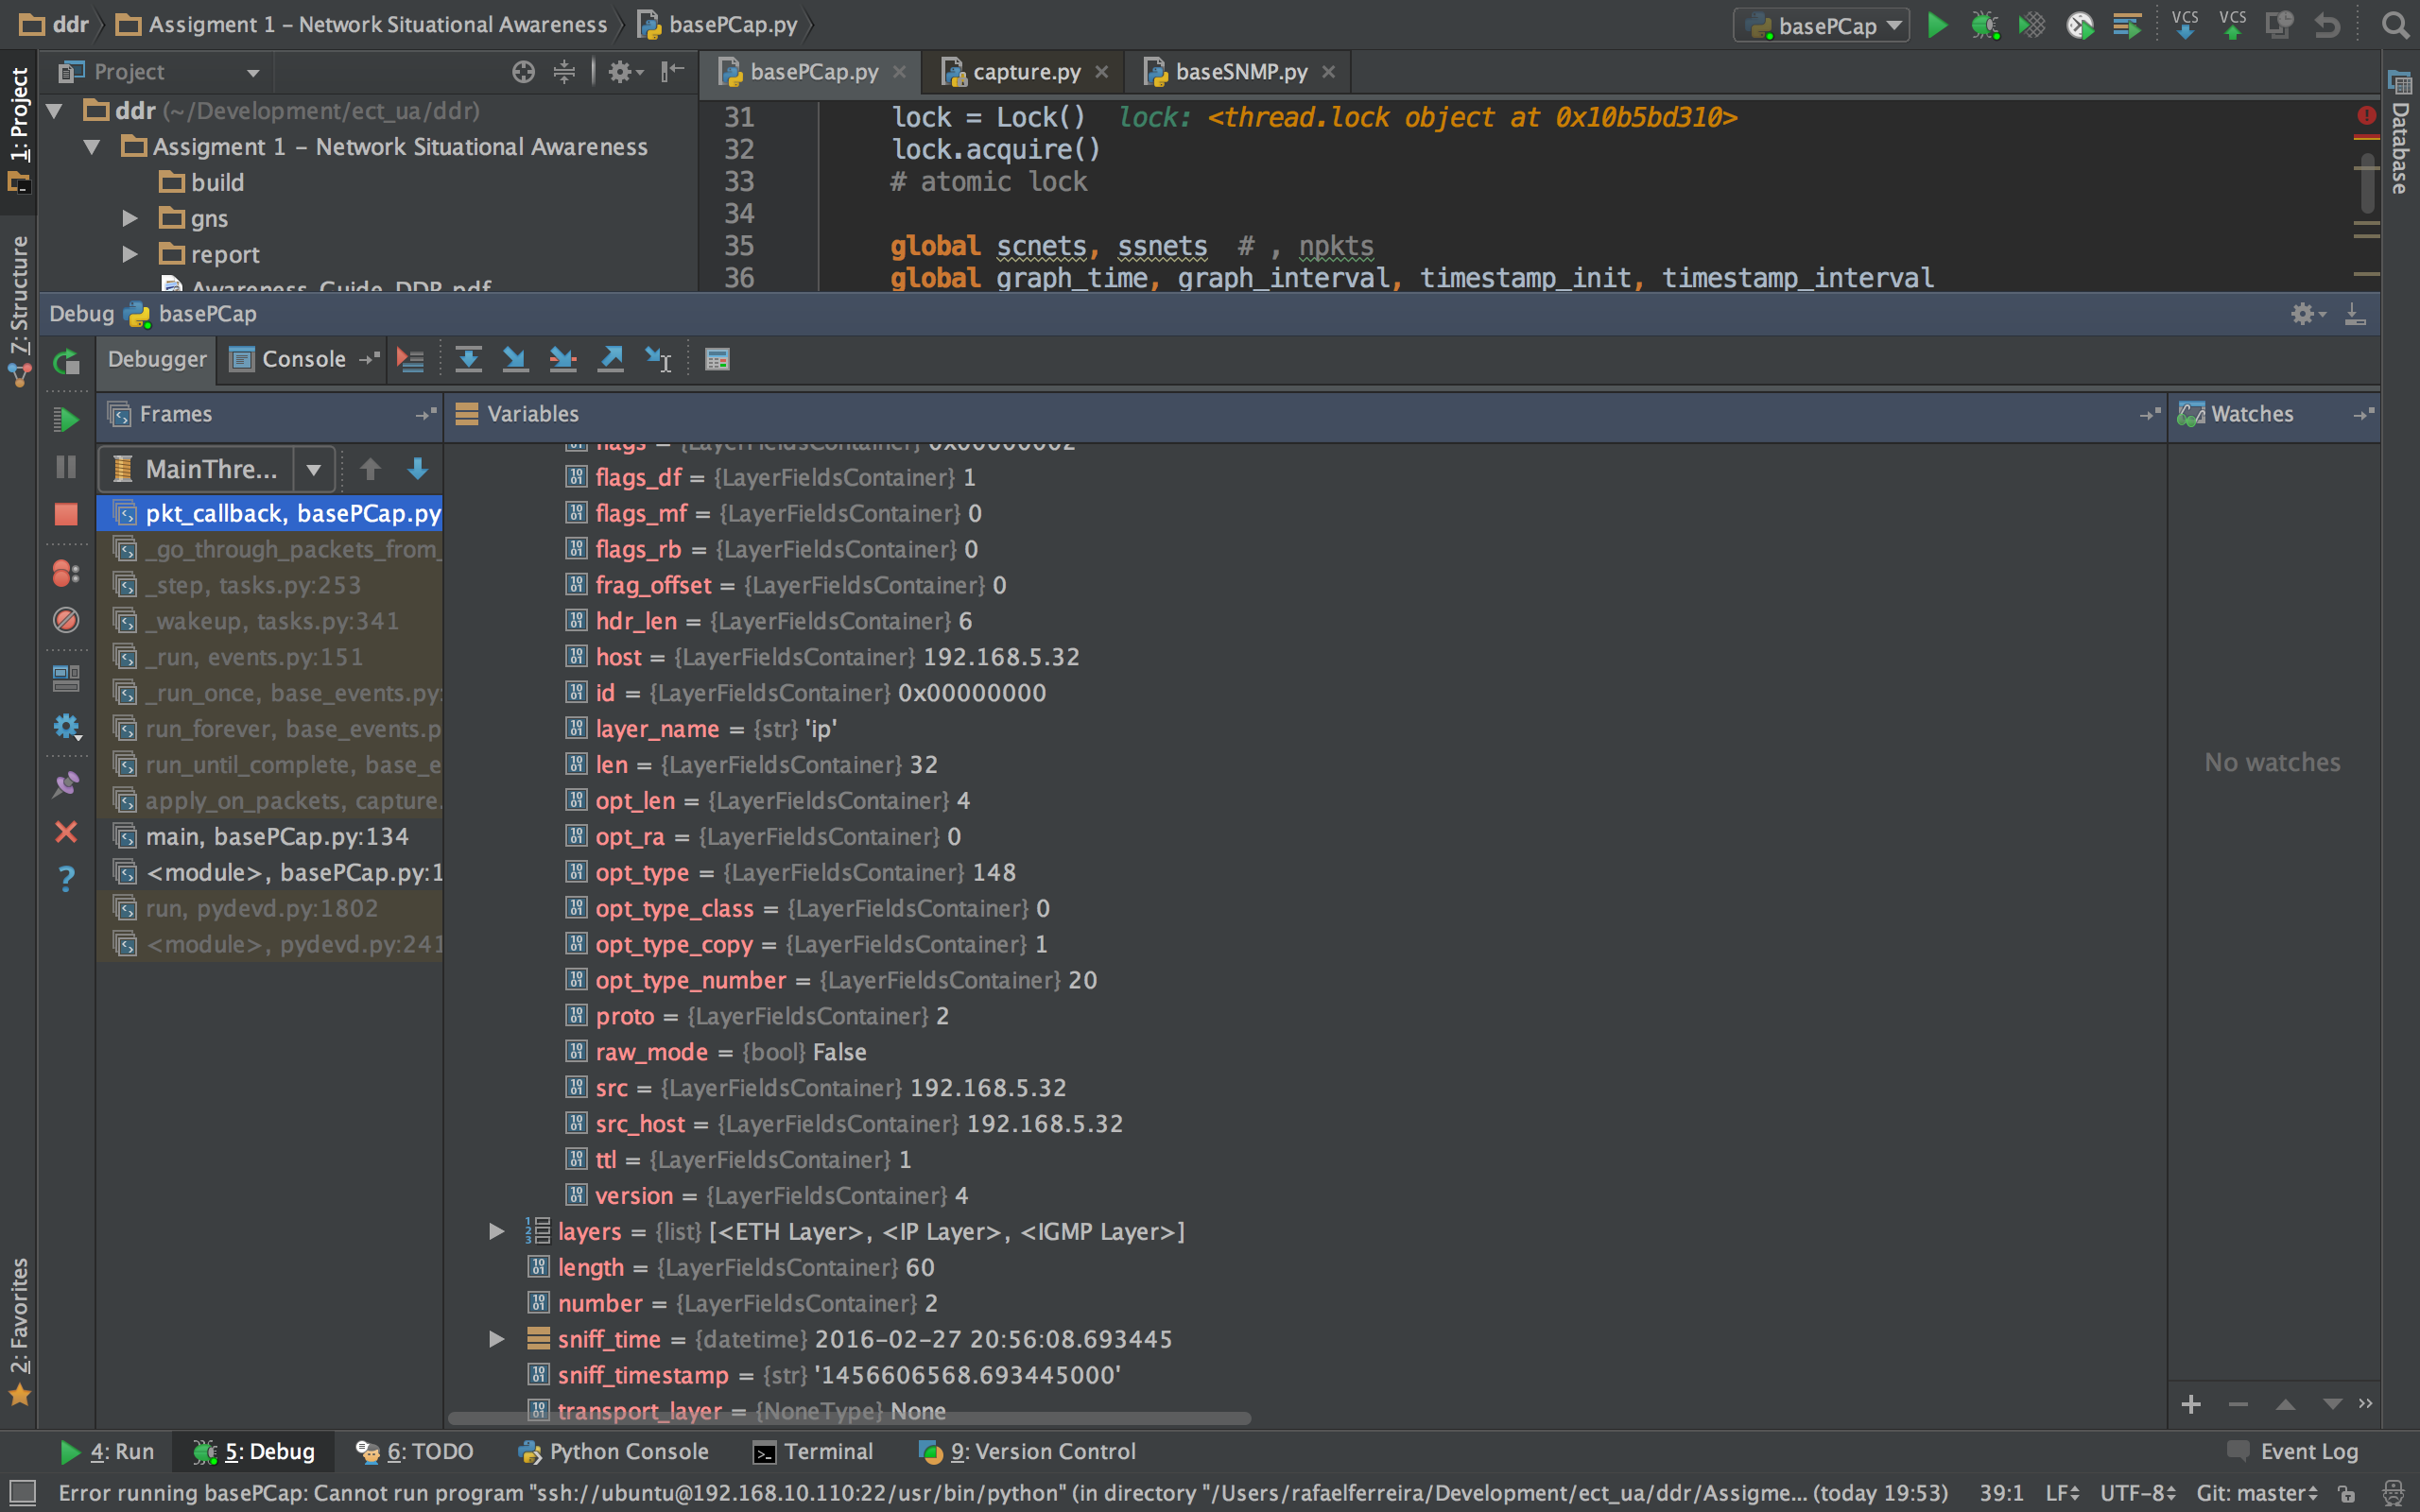 ddr Assigment 1 – Network Situational Awareness basePCap.py
basePCap
VCS VCS
Project
basePCap.py
capture.py
baseSNMP.py
1: Project
7: Structure
2: Favorites
Database
ddr (~/Development/ect_ua/ddr)
Assigment 1 – Network Situational Awareness
build
gns
report
Awareness_Guide_DDR.pdf
31 lock = Lock() lock: <thread.lock object at 0x10b5bd310>
32 lock.acquire()
33 # atomic lock
34
35 global scnets, ssnets # , npkts
36 global graph_time, graph_interval, timestamp_init, timestamp_interval
Debug basePCap
Debugger Console
Frames
MainThre...
pkt_callback, basePCap.py
_go_through_packets_from_
_step, tasks.py:253
_wakeup, tasks.py:341
_run, events.py:151
_run_once, base_events.py:
run_forever, base_events.p
run_until_complete, base_e
apply_on_packets, capture.
main, basePCap.py:134
<module>, basePCap.py:1
run, pydevd.py:1802
<module>, pydevd.py:241
Variables
flags = {LayerFieldsContainer} 0x00000002
flags_df = {LayerFieldsContainer} 1
flags_mf = {LayerFieldsContainer} 0
flags_rb = {LayerFieldsContainer} 0
frag_offset = {LayerFieldsContainer} 0
hdr_len = {LayerFieldsContainer} 6
host = {LayerFieldsContainer} 192.168.5.32
id = {LayerFieldsContainer} 0x00000000
layer_name = {str} 'ip'
len = {LayerFieldsContainer} 32
opt_len = {LayerFieldsContainer} 4
opt_ra = {LayerFieldsContainer} 0
opt_type = {LayerFieldsContainer} 148
opt_type_class = {LayerFieldsContainer} 0
opt_type_copy = {LayerFieldsContainer} 1
opt_type_number = {LayerFieldsContainer} 20
proto = {LayerFieldsContainer} 2
raw_mode = {bool} False
src = {LayerFieldsContainer} 192.168.5.32
src_host = {LayerFieldsContainer} 192.168.5.32
ttl = {LayerFieldsContainer} 1
version = {LayerFieldsContainer} 4
layers = {list} [<ETH Layer>, <IP Layer>, <IGMP Layer>]
length = {LayerFieldsContainer} 60
number = {LayerFieldsContainer} 2
sniff_time = {datetime} 2016-02-27 20:56:08.693445
sniff_timestamp = {str} '1456606568.693445000'
transport_layer = {NoneType} None
Watches
No watches
4: Run 5: Debug 6: TODO Python Console Terminal 9: Version Control Event Log
Error running basePCap: Cannot run program "ssh://ubuntu@192.168.10.110:22/usr/bin/python" (in directory "/Users/rafaelferreira/Development/ect_ua/ddr/Assigme... (today 19:53) 39:1 LF UTF-8 Git: master